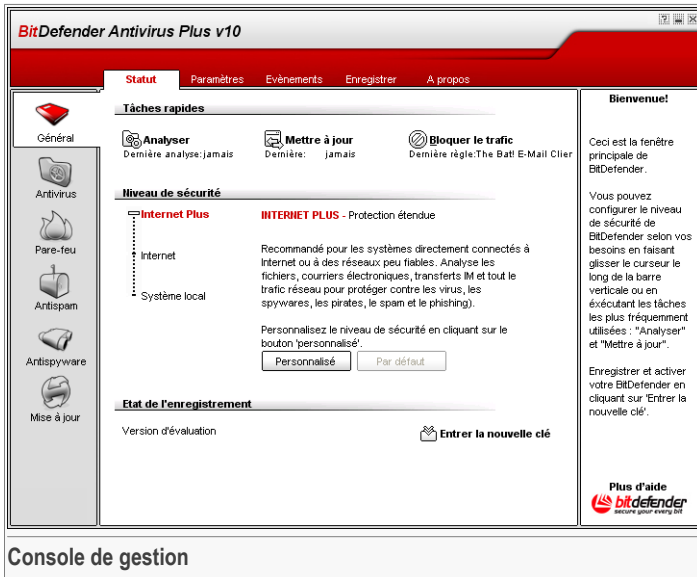 BitDefender Antivirus Plus v10
Statut Paramètres Evènements Enregistrer A propos
Général
Antivirus
Pare-feu
Antispam
Antispyware
Mise à jour
Tâches rapides
Analyser
Dernière analyse:jamais
Mettre à jour
Dernière: jamais
Bloquer le trafic
Dernière règle:The Bat! E-Mail Clier
Niveau de sécurité
Internet Plus
Internet
Système local
INTERNET PLUS - Protection étendue
Recommandé pour les systèmes directement connectés à
Internet ou à des réseaux peu fiables. Analyse les
fichiers, courriers électroniques, transferts IM et tout le
trafic réseau pour protéger contre les virus, les
spywares, les pirates, le spam et le phishing).
Personnalisez le niveau de sécurité en cliquant sur le
bouton 'personnalisé'.
Personnalisé Par défaut
Etat de l'enregistrement
Version d'évaluation
Entrer la nouvelle clé
Bienvenue!
Ceci est la fenêtre
principale de
BitDefender.
Vous pouvez
configurer le niveau
de sécurité de
BitDefender selon vos
besoins en faisant
glisser le curseur le
long de la barre
verticale ou en
éxécutant les tâches
les plus fréquemment
utilisées : "Analyser"
et "Mettre à jour".
Enregistrer et activer
votre BitDefender en
cliquant sur 'Entrer la
nouvelle clé'.
Plus d'aide
bitdefender
secure your every bit
Console de gestion